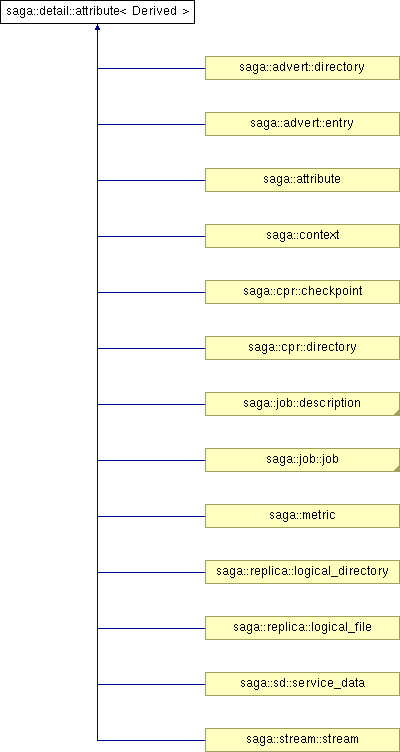 saga::detail::attribute< Derived >
saga::advert::directory
saga::advert::entry
saga::attribute
saga::context
saga::cpr::checkpoint
saga::cpr::directory
saga::job::description
saga::job::job
saga::metric
saga::replica::logical_directory
saga::replica::logical_file
saga::sd::service_data
saga::stream::stream